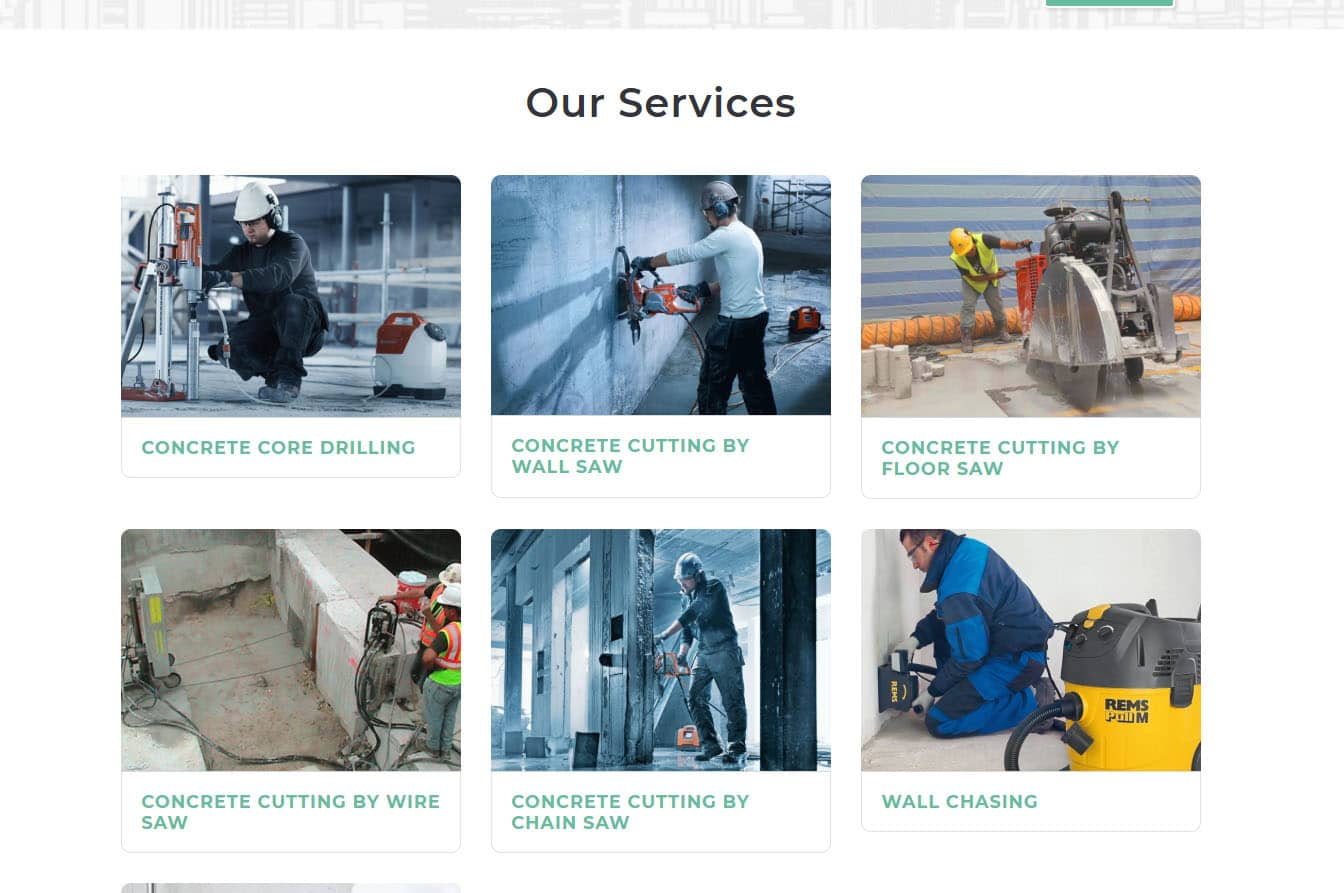 Our Services
CONCRETE CORE DRILLING
CONCRETE CUTTING BY
WALL SAW
CONCRETE CUTTING BY
FLOOR SAW
REMS
REMS
Pull M
CONCRETE CUTTING BY WIRE
SAW
CONCRETE CUTTING BY
CHAIN SAW
WALL CHASING